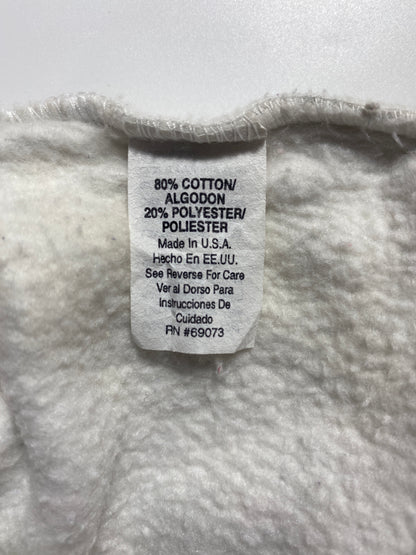 80% COTTON/
ALGODON
20% POLYESTER/
POLIESTER
Made In U.S.A.
Hecho En EE.UU.
See Reverse For Care
Ver al Dorso Para
Instrucciones De
Cuidado
RN #69073